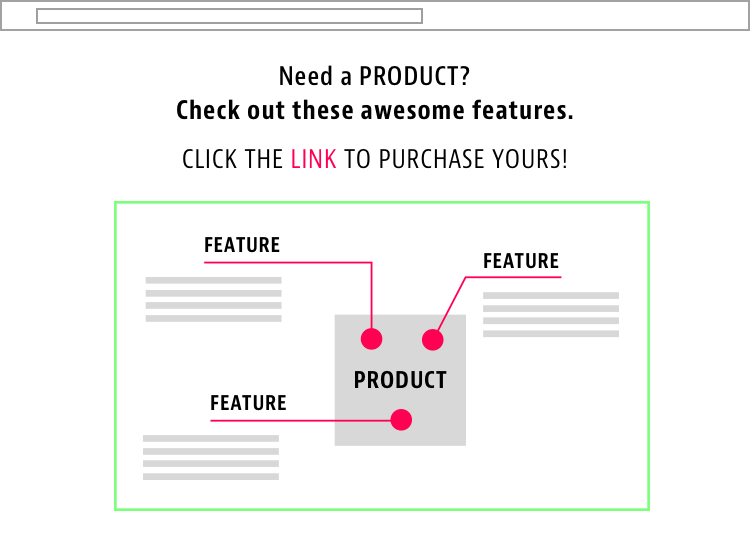 Need a PRODUCT?
Check out these awesome features.
CLICK THE LINK TO PURCHASE YOURS!
FEATURE
FEATURE
PRODUCT
FEATURE